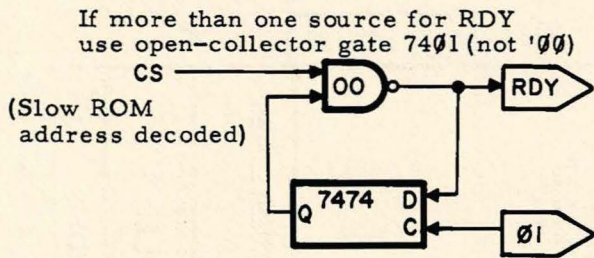 If more than one source for RDY
use open-collector gate 74Ø1 (not 'ØØ)
CS
OO
RDY
(Slow ROM
address decoded)
7474
D
Q
C
Ø1